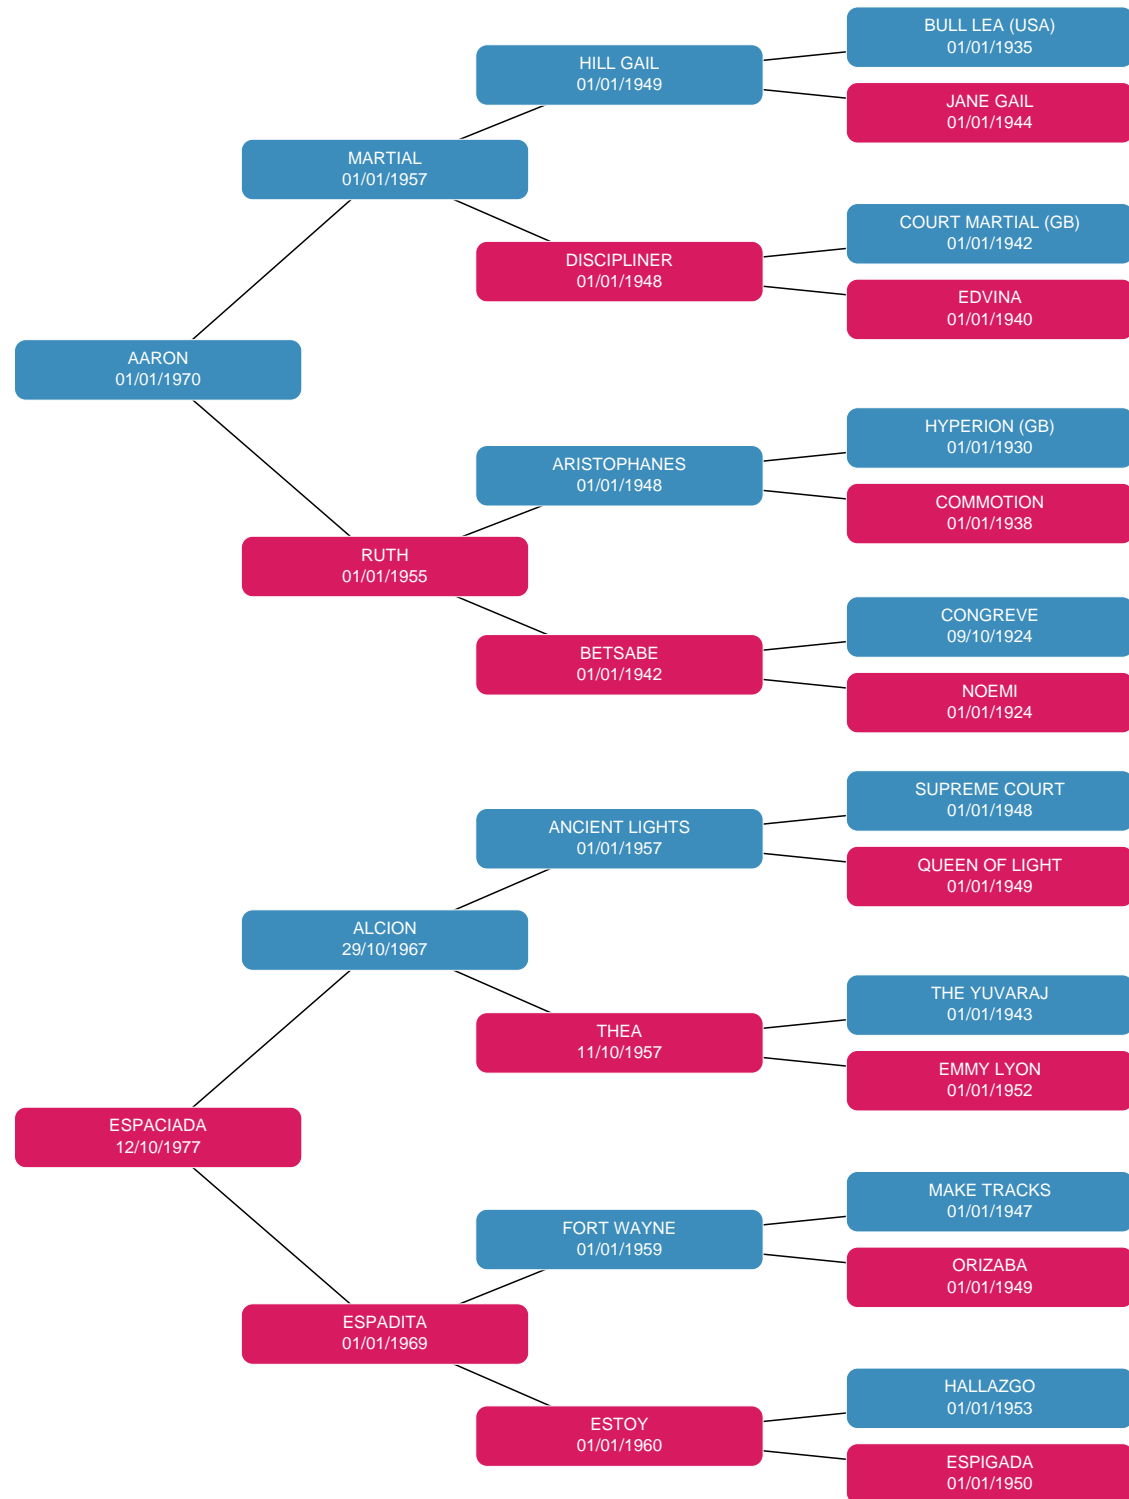 BULL LEA (USA)
01/01/1935
HILL GAIL
01/01/1949
JANE GAIL
01/01/1944
MARTIAL
01/01/1957
COURT MARTIAL (GB)
01/01/1942
DISCIPLINER
01/01/1948
EDVINA
01/01/1940
AARON
01/01/1970
HYPERION (GB)
01/01/1930
ARISTOPHANES
01/01/1948
COMMOTION
01/01/1938
RUTH
01/01/1955
CONGREVE
09/10/1924
BETSABE
01/01/1942
NOEMI
01/01/1924
SUPREME COURT
01/01/1948
ANCIENT LIGHTS
01/01/1957
QUEEN OF LIGHT
01/01/1949
ALCION
29/10/1967
THE YUVARAJ
01/01/1943
THEA
11/10/1957
EMMY LYON
01/01/1952
ESPACIADA
12/10/1977
MAKE TRACKS
01/01/1947
FORT WAYNE
01/01/1959
ORIZABA
01/01/1949
ESPADITA
01/01/1969
HALLAZGO
01/01/1953
ESTOY
01/01/1960
ESPIGADA
01/01/1950